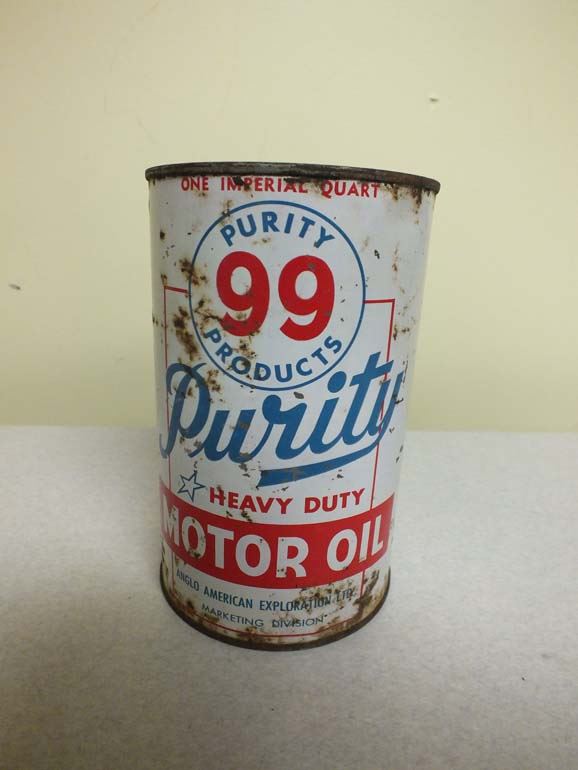 ONE IMPERIAL QUART
PURITY
99
PRODUCTS
Purity
HEAVY DUTY
MOTOR OIL
ANGLO AMERICAN EXPLORATION LTD.
MARKETING DIVISION